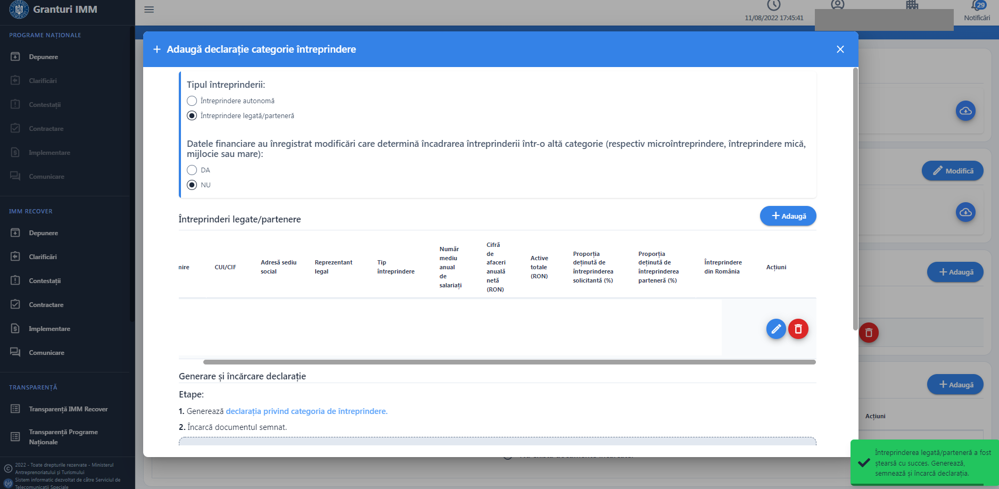 Granturi IMM
11/08/2022 17:45:41
29
Notificări
PROGRAME NAȚIONALE
Depunere
Clarificări
Contestații
Contractare
Implementare
Comunicare
IMM RECOVER
Depunere
Clarificări
Contestații
Contractare
Implementare
Comunicare
TRANSPARENȚĂ
Transparență IMM Recover
Transparență Programe
Naționale
2022 - Toate drepturile rezervate - Ministerul
Antreprenoriatului și Turismului
Sistem informatic dezvoltat de către Serviciul de
Telecomunicații Speciale
Adaugă declarație categorie întreprindere
Tipul întreprinderii:
Întreprindere autonomă
Întreprindere legată/parteneră
Datele financiare au înregistrat modificări care determină încadrarea întreprinderii într-o altă categorie (respectiv microîntreprindere, întreprindere mică,
mijlocie sau mare):
DA
NU
Întreprinderi legate/partenere
Adaugă
nire
CUI/CIF
Adresă sediu
social
Reprezentant
legal
Tip
întreprindere
Număr
mediu
anual
de
salariați
Cifră
de
afaceri
anuală
netă
(RON)
Active
totale
(RON)
Proporția
deținută de
întreprinderea
solicitantă (%)
Proporția
deținută de
întreprinderea
parteneră (%)
Întreprindere
din România
Acțiuni
Generare și încărcare declarație
Etape:
1. Generează declarația privind categoria de întreprindere.
2. Încarcă documentul semnat.
Modifică
Adaugă
Adaugă
Acțiuni
Întreprinderea legată/parteneră a fost
ștearsă cu succes. Generează,
semnează și încarcă declarația.